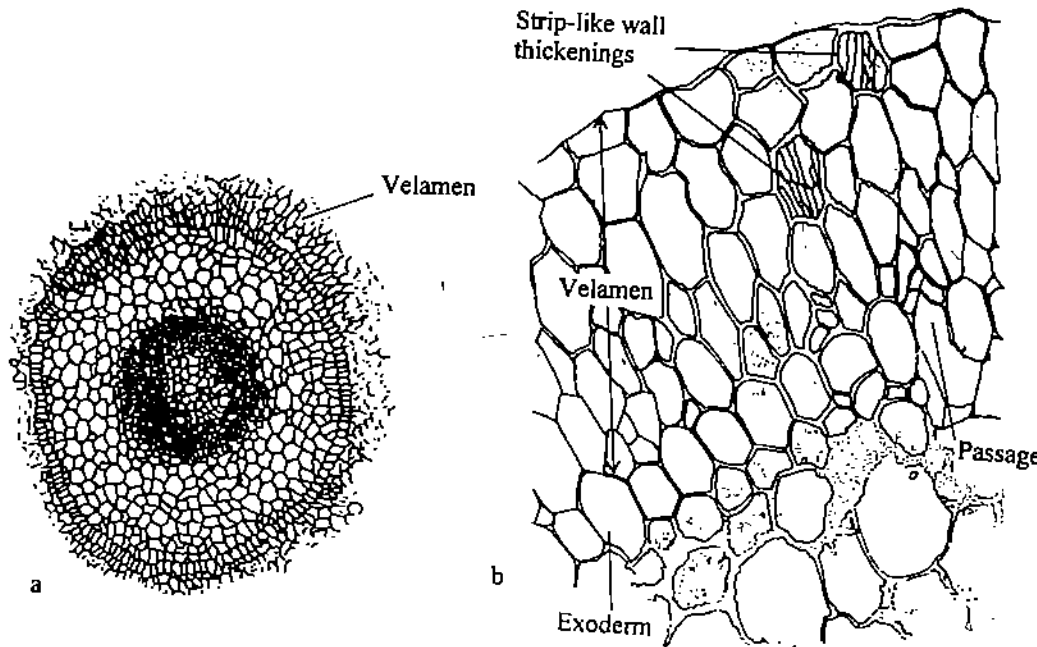 Strip-like wall
thickenings
Velamen
Velamen
Passage
a
b
Exoderm